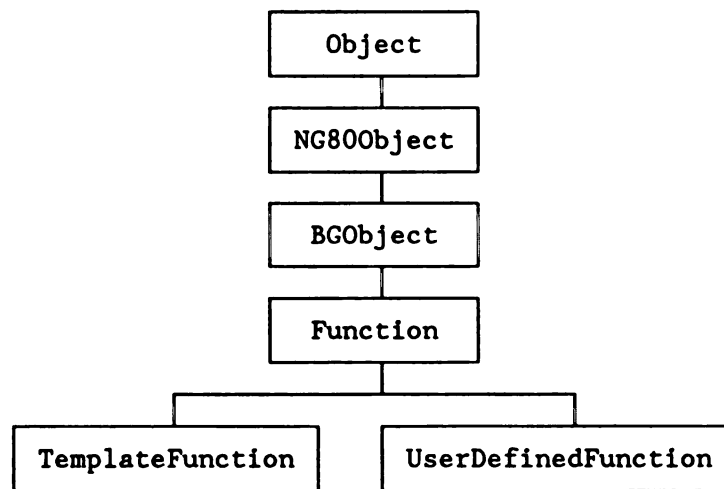 Object
NG80Object
BGObject
Function
TemplateFunction
UserDefinedFunction